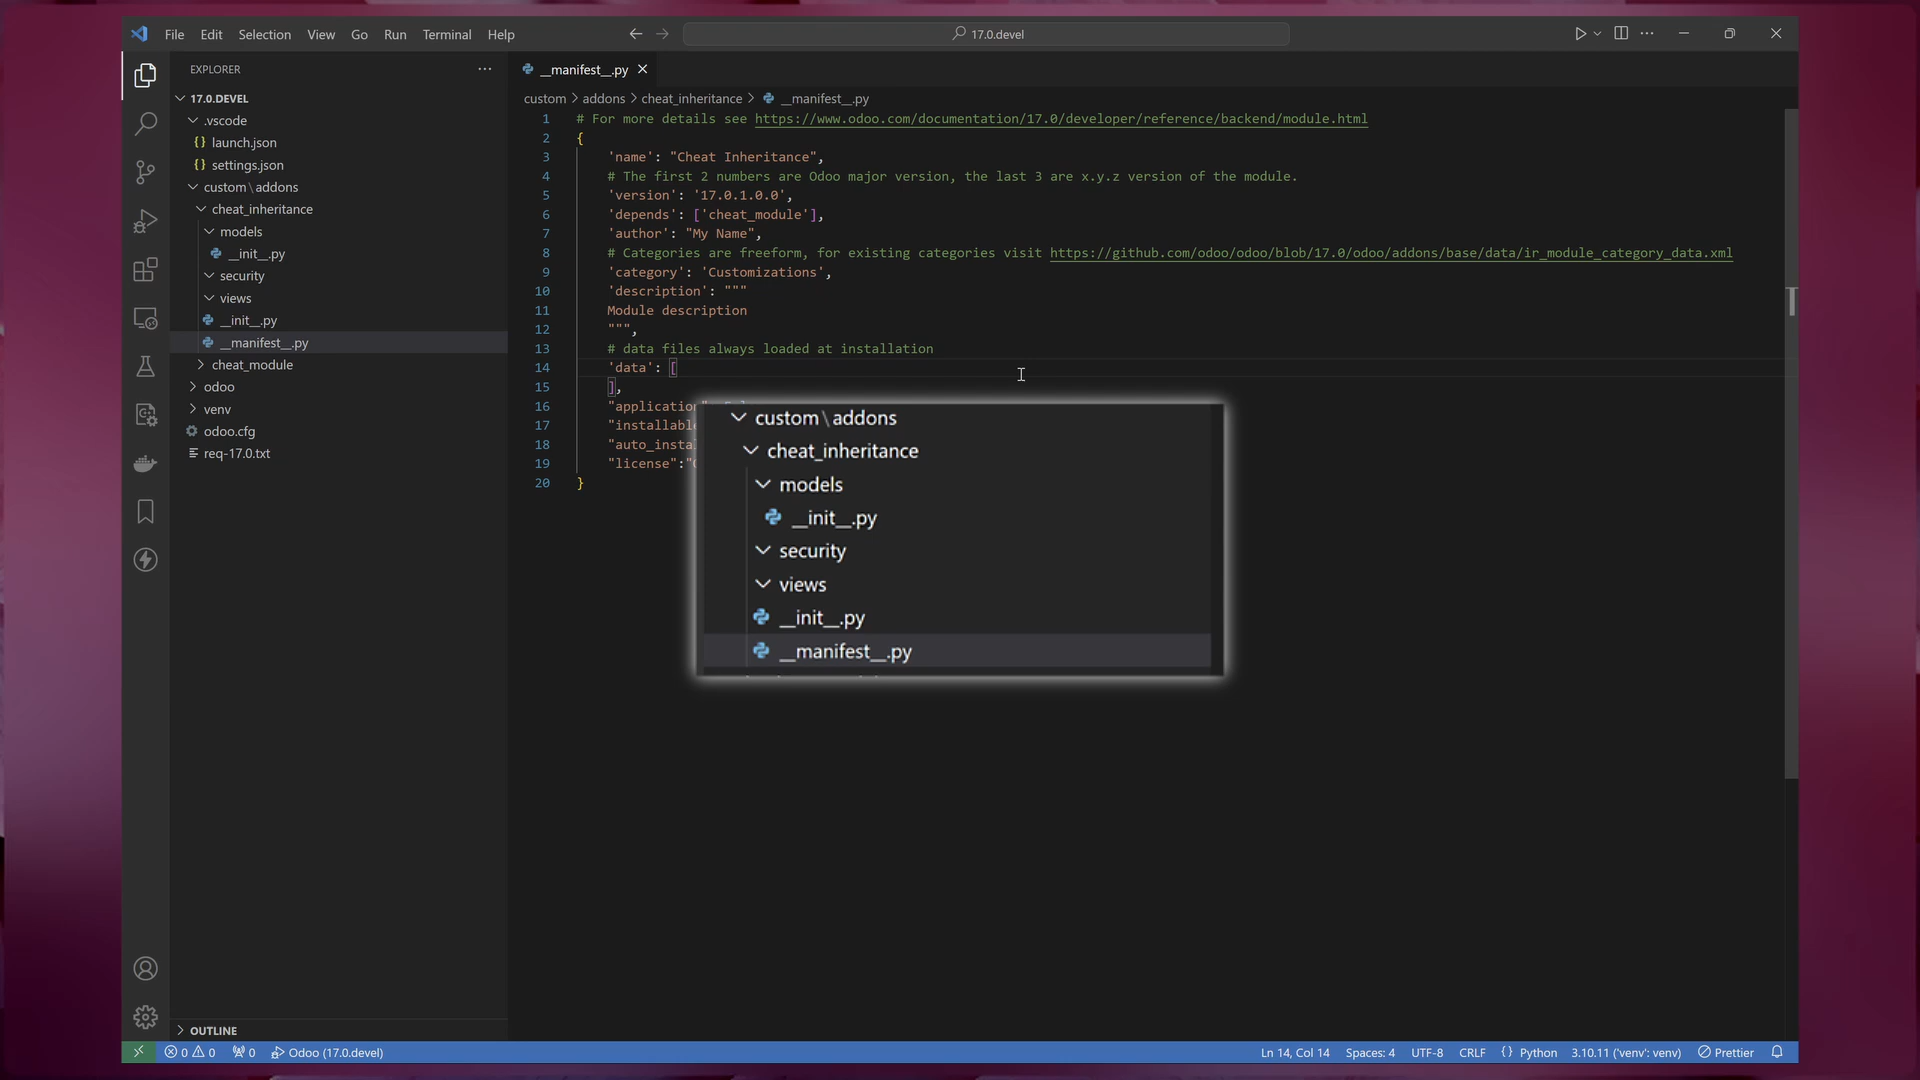 File Edit Selection View Go Run Terminal Help
17.0.devel
EXPLORER
17.0.DEVEL
.vscode
{} launch.json
{} settings.json
custom\addons
cheat_inheritance
models
__init__.py
security
views
__init__.py
__manifest__.py
cheat_module
odoo
venv
odoo.cfg
req-17.0.txt
OUTLINE
__manifest__.py
custom > addons > cheat_inheritance > __manifest__.py
1 # For more details see https://www.odoo.com/documentation/17.0/developer/reference/backend/module.html
2 {
3 'name': "Cheat Inheritance",
4 # The first 2 numbers are Odoo major version, the last 3 are x.y.z version of the module.
5 'version': '17.0.1.0.0',
6 'depends': ['cheat_module'],
7 'author': "My Name",
8 # Categories are freeform, for existing categories visit https://github.com/odoo/odoo/blob/17.0/odoo/addons/base/data/ir_module_category_data.xml
9 'category': 'Customizations',
10 'description': """
11 Module description
12 """,
13 # data files always loaded at installation
14 'data': [
15 ],
16 "application"
17 "installabl
18 "auto_insta
19 "license":"
20 }
custom\addons
cheat_inheritance
models
__init__.py
security
views
__init__.py
__manifest__.py
0 0 0 Odoo (17.0.devel) Ln 14, Col 14 Spaces: 4 UTF-8 CRLF {} Python 3.10.11 ('venv': venv) Prettier